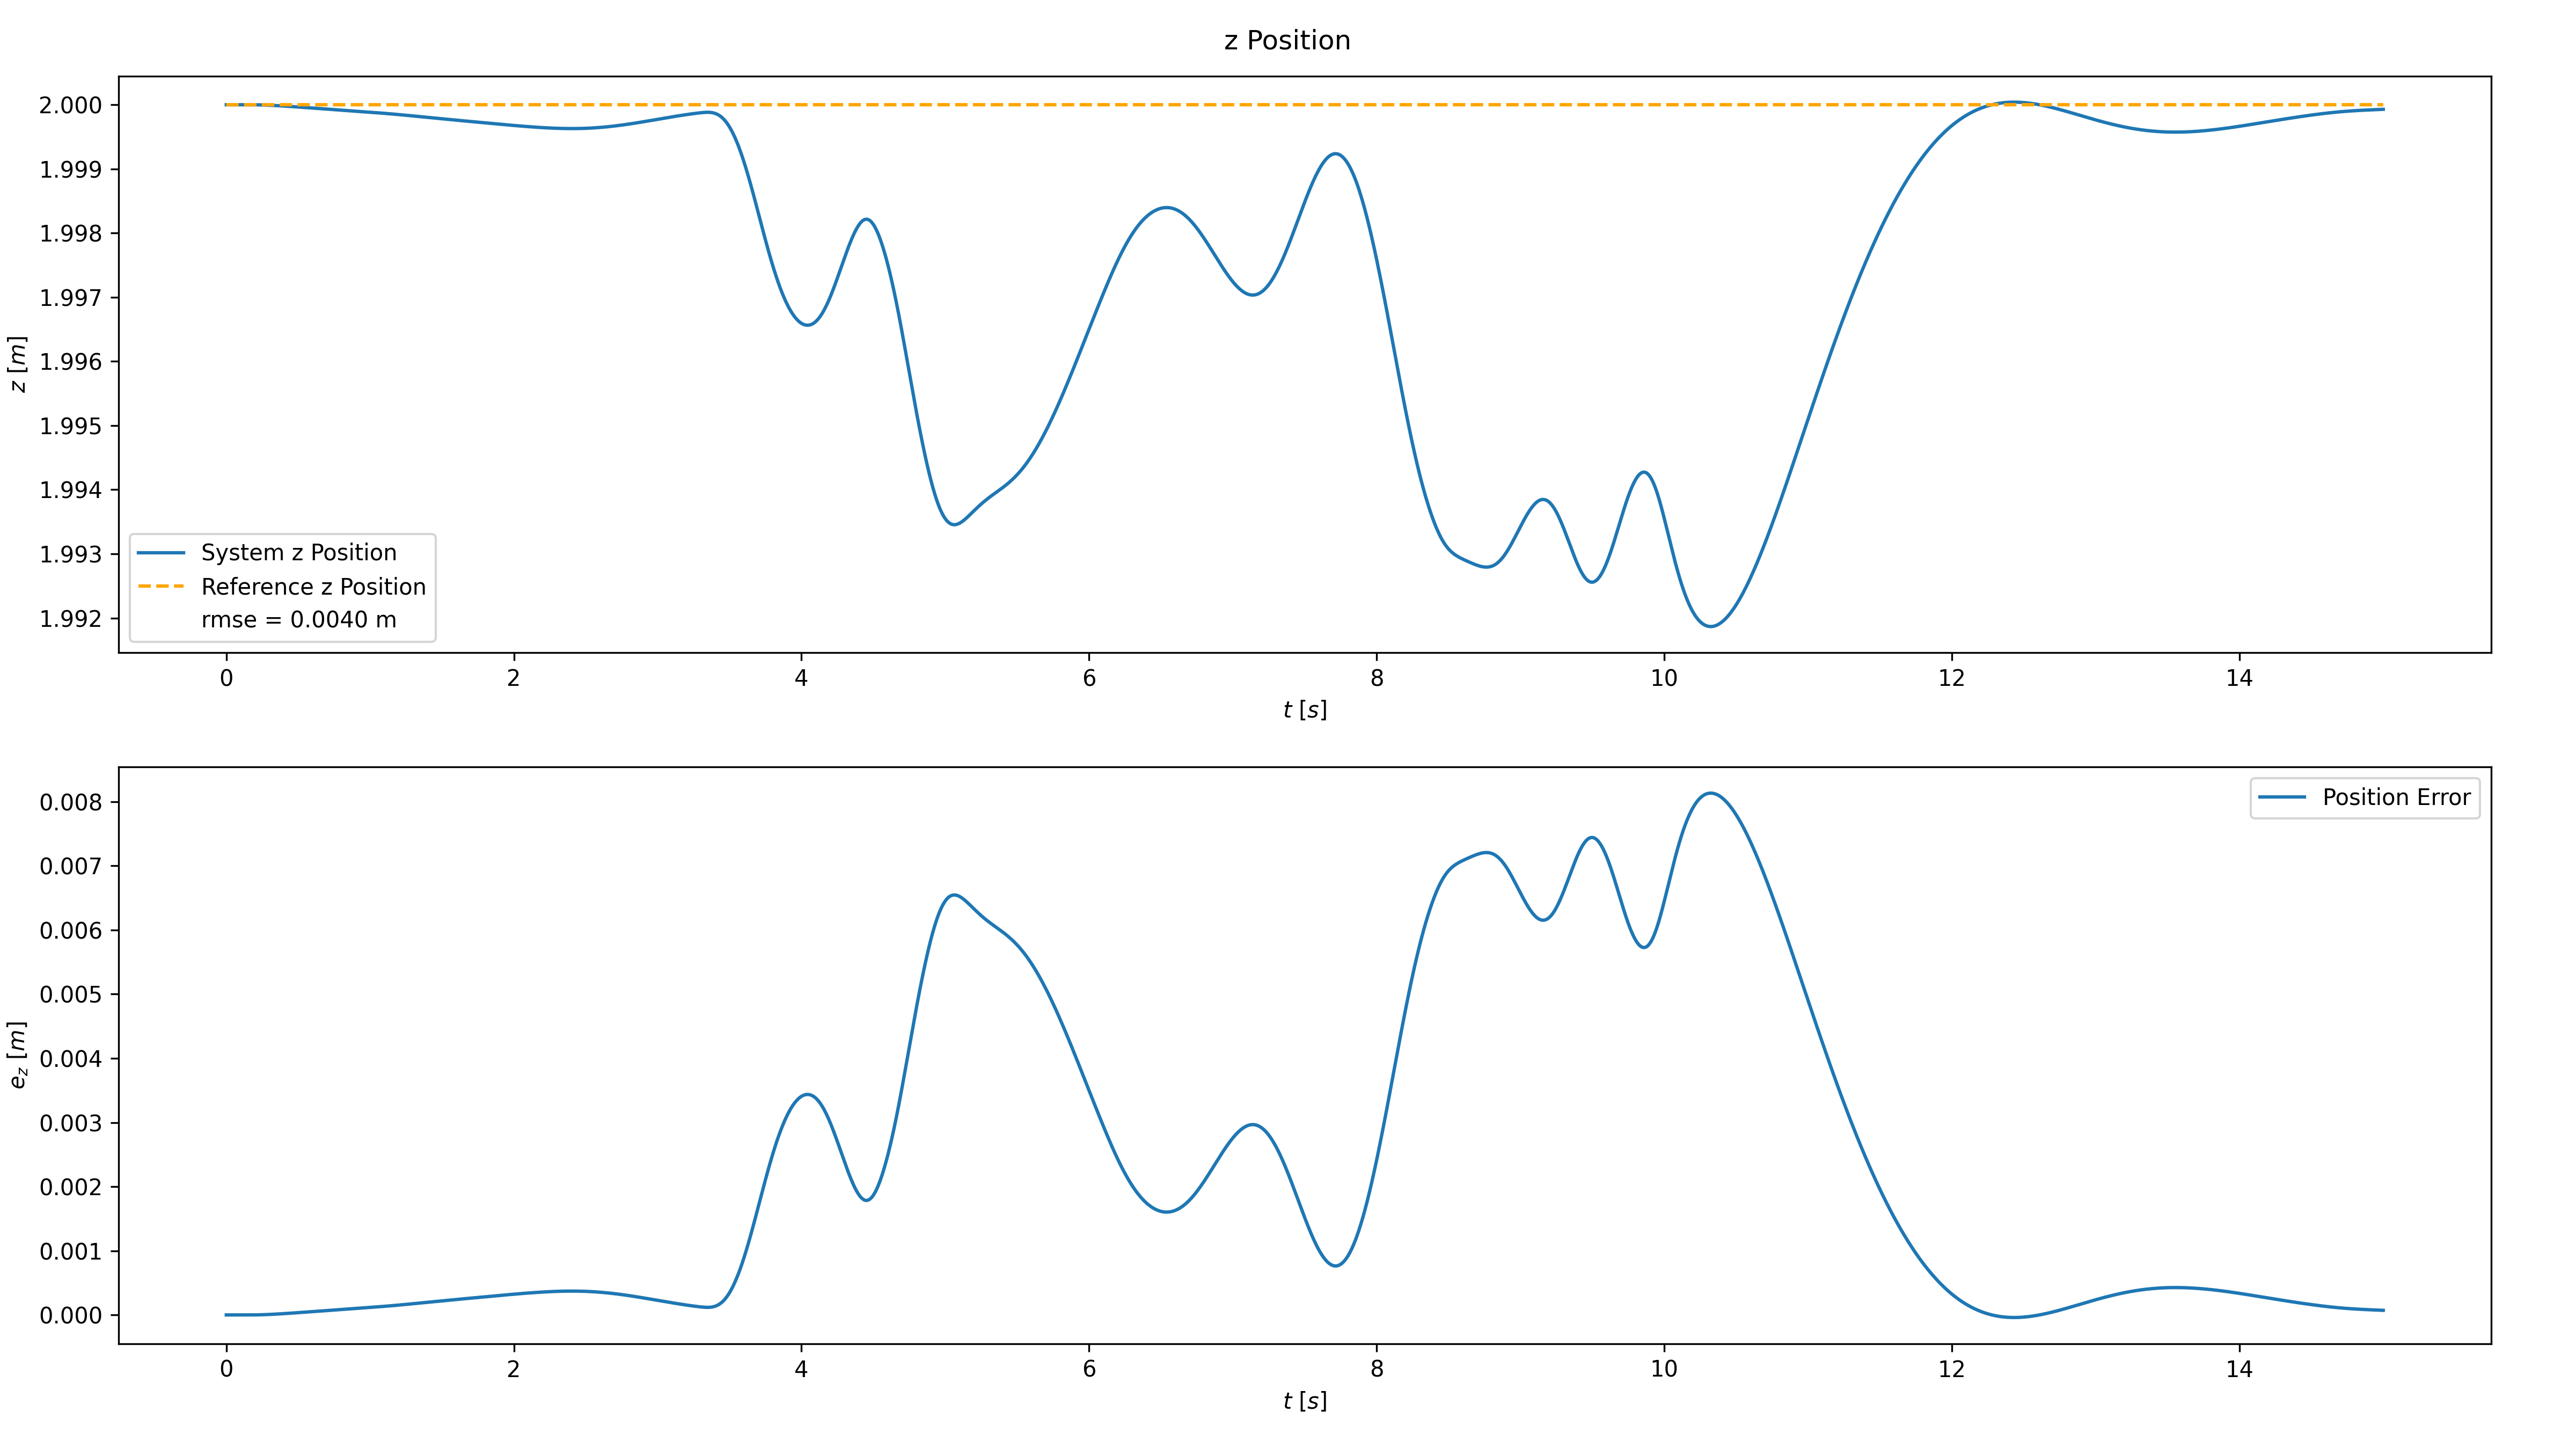 z Position
2.000
1.999
1.998
1.997
1.996
1.995
1.994
1.993
1.992
z [m]
System z Position
Reference z Position
rmse = 0.0040 m
0 2 4 6 8 10 12 14
t [s]
0.008
0.007
0.006
0.005
0.004
0.003
0.002
0.001
0.000
e_z [m]
Position Error
0 2 4 6 8 10 12 14
t [s]